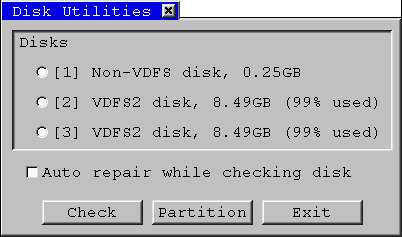 Disk Utilities
Disks
[1] Non-VDFS disk, 0.25GB
[2] VDFS2 disk, 8.49GB (99% used)
[3] VDFS2 disk, 8.49GB (99% used)
Auto repair while checking disk
Check Partition Exit